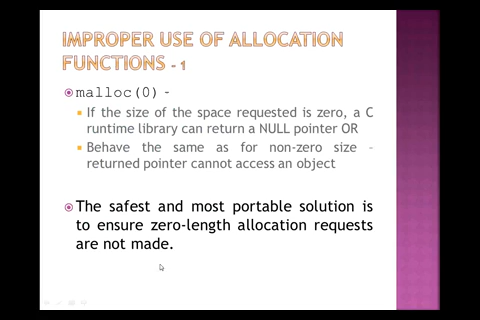 IMPROPER USE OF ALLOCATION
FUNCTIONS - 1
malloc(0) -
If the size of the space requested is zero, a C
runtime library can return a NULL pointer OR
Behave the same as for non-zero size –
returned pointer cannot access an object
The safest and most portable solution is
to ensure zero-length allocation requests
are not made.